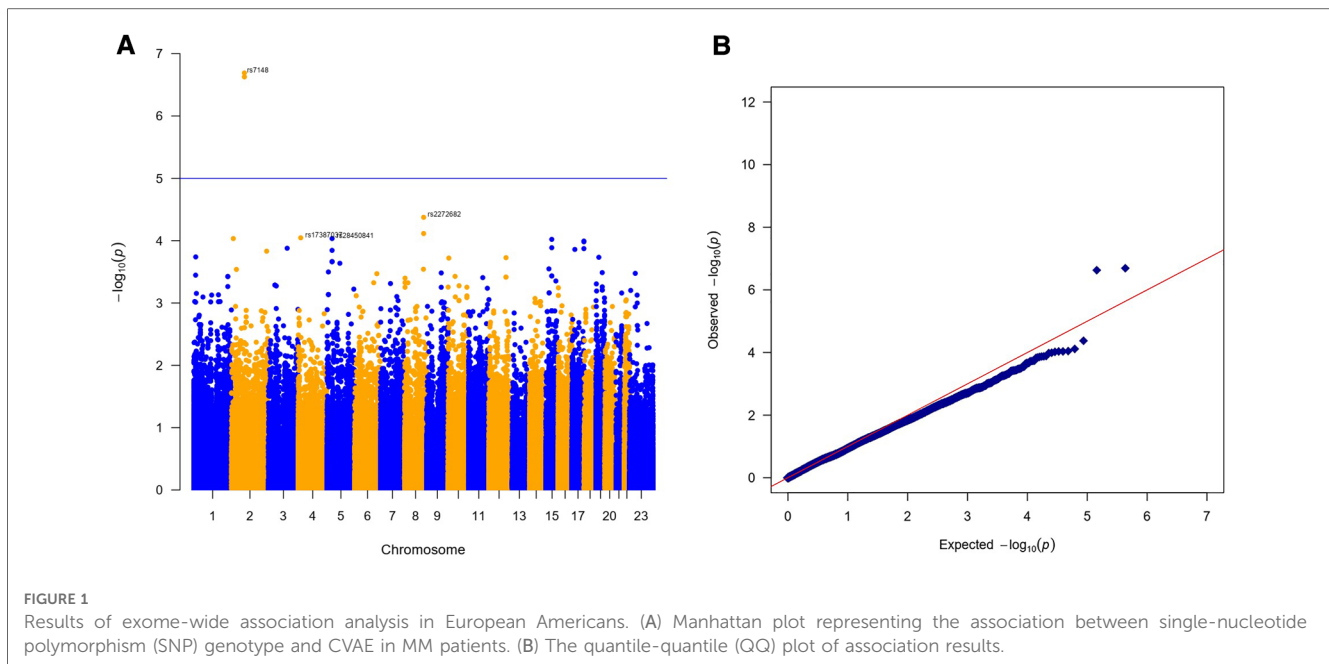 A
7
6
5
4
3
2
1
0
−log10(p)
rs7148
rs2272682
rs17387037
rs28450841
1 2 3 4 5 6 7 8 9 11 13 15 17 20 23
Chromosome
B
12
10
8
6
4
2
0
Observed −log10(p)
0 1 2 3 4 5 6 7
Expected −log10(p)
FIGURE 1
Results of exome-wide association analysis in European Americans. (A) Manhattan plot representing the association between single-nucleotide
polymorphism (SNP) genotype and CVAE in MM patients. (B) The quantile-quantile (QQ) plot of association results.